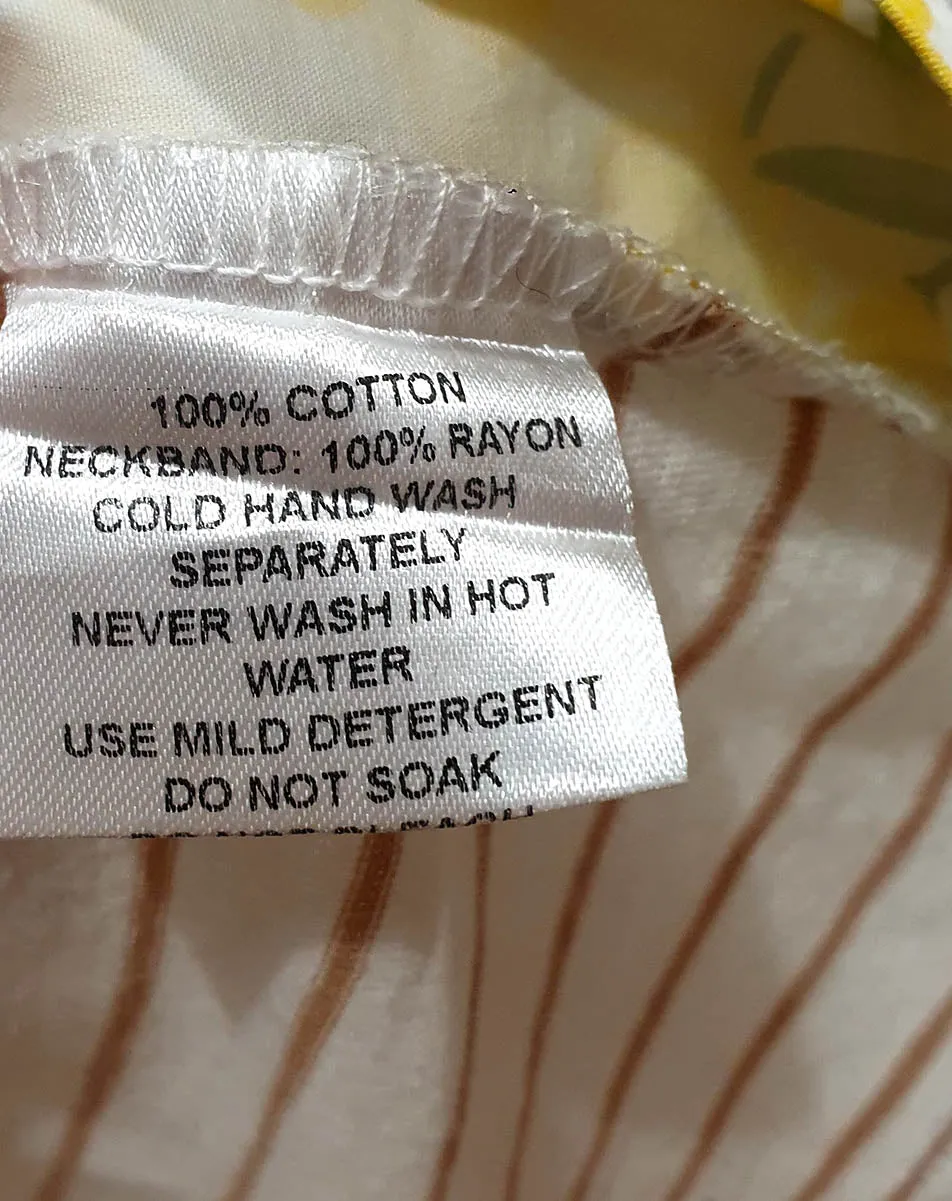 100% COTTON
NECKBAND: 100% RAYON
COLD HAND WASH
SEPARATELY
NEVER WASH IN HOT
WATER
USE MILD DETERGENT
DO NOT SOAK